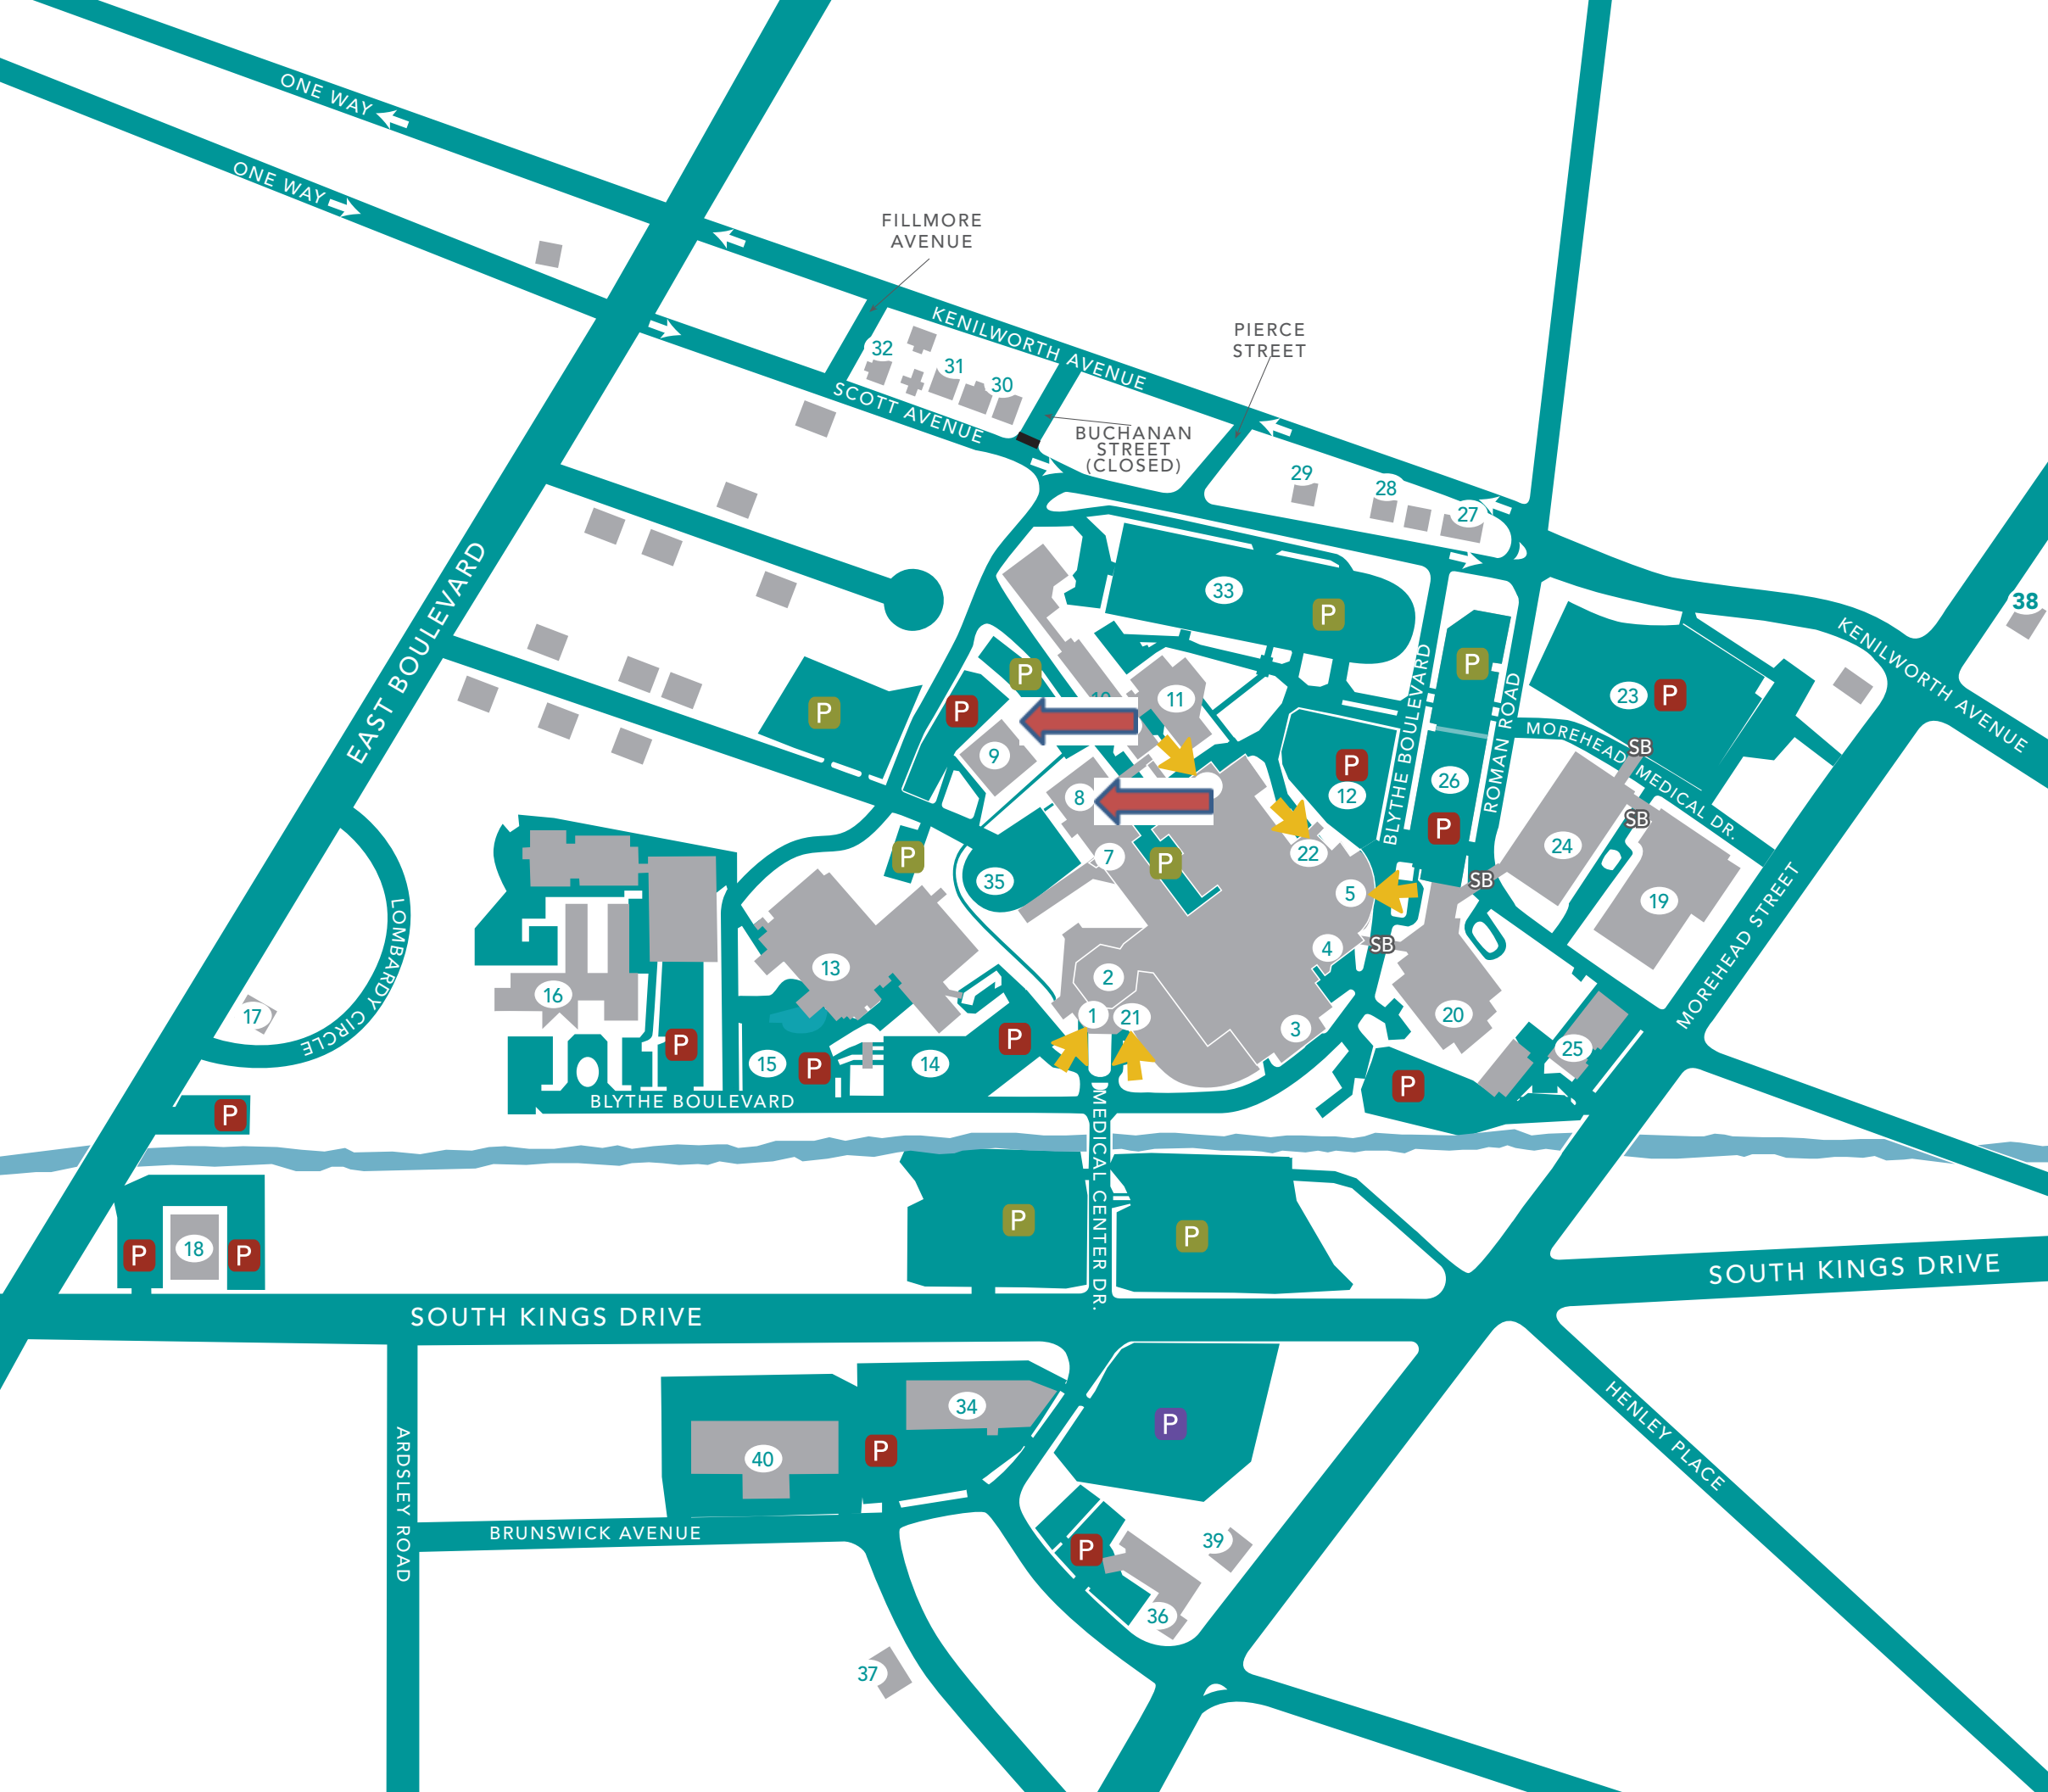 ONE WAY
ONE WAY
FILLMORE
AVENUE
KENILWORTH AVENUE
PIERCE
STREET
32
31
30
SCOTT AVENUE
BUCHANAN
STREET
(CLOSED)
29
28
27
EAST BOULEVARD
33
P
38
KENILWORTH AVENUE
P
P
P
P
11
23
P
BLYTHE BOULEVARD
ROMAN ROAD
MOREHEAD MEDICAL DR.
SB
9
P
12
26
8
P
SB
P
7
P
22
24
35
5
SB
19
LOMBARDY CIRCLE
MOREHEAD STREET
13
2
4
SB
16
17
1
21
3
20
P
15
P
14
P
25
P
BLYTHE BOULEVARD
P
MEDICAL CENTER DR.
P
P
P
18
P
SOUTH KINGS DRIVE
SOUTH KINGS DRIVE
34
P
40
P
HENLEY PLACE
ARDSLEY ROAD
BRUNSWICK AVENUE
P
39
36
37